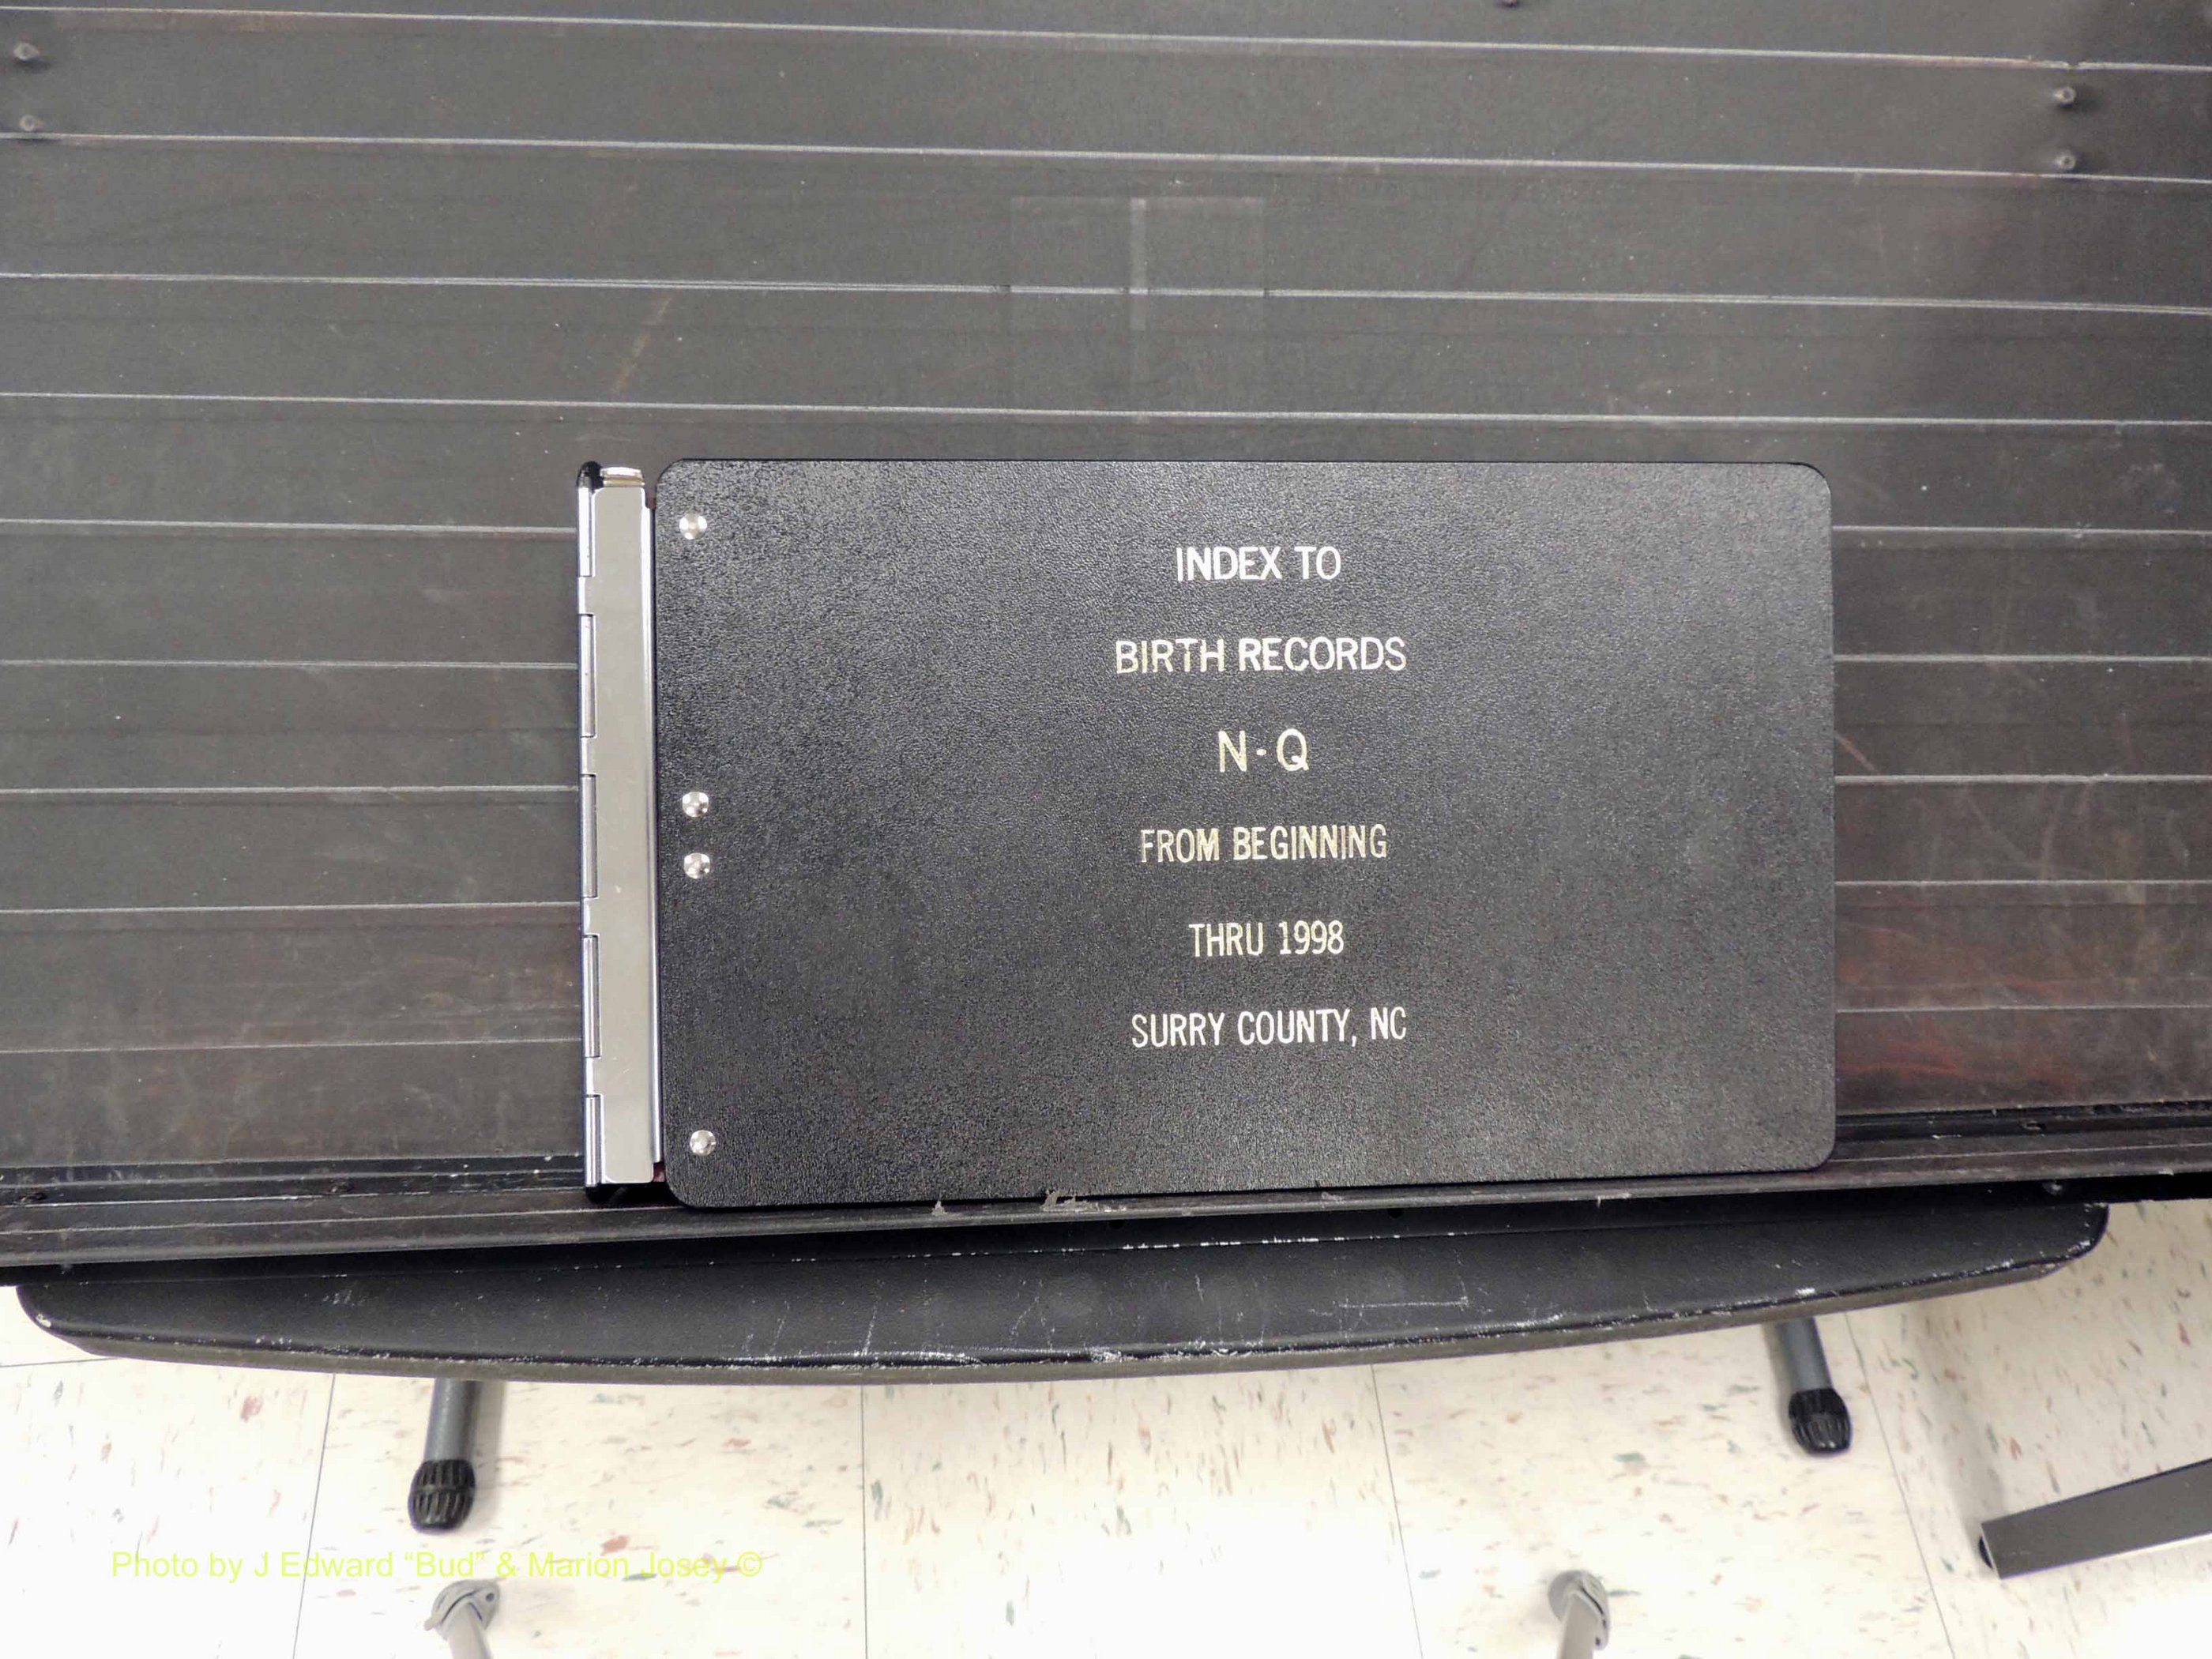 INDEX TO
BIRTH RECORDS
N-Q
FROM BEGINNING
THRU 1998
SURRY COUNTY, NC
Photo by J Edward “Bud” & Marion Josey ©